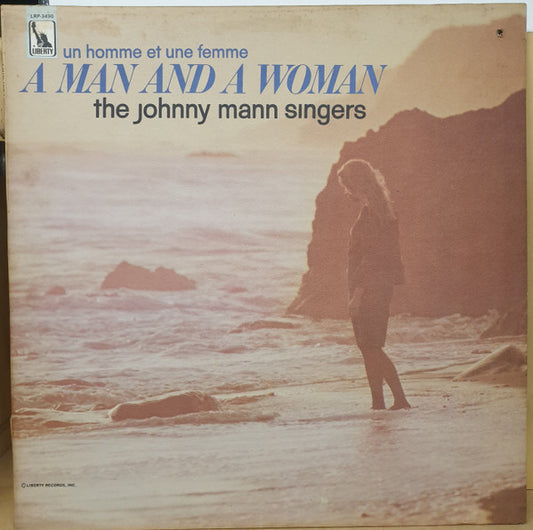 LRP-3490
LIBERTY
un homme et une femme
A MAN AND A WOMAN
the johnny mann singers
© LIBERTY RECORDS, INC.